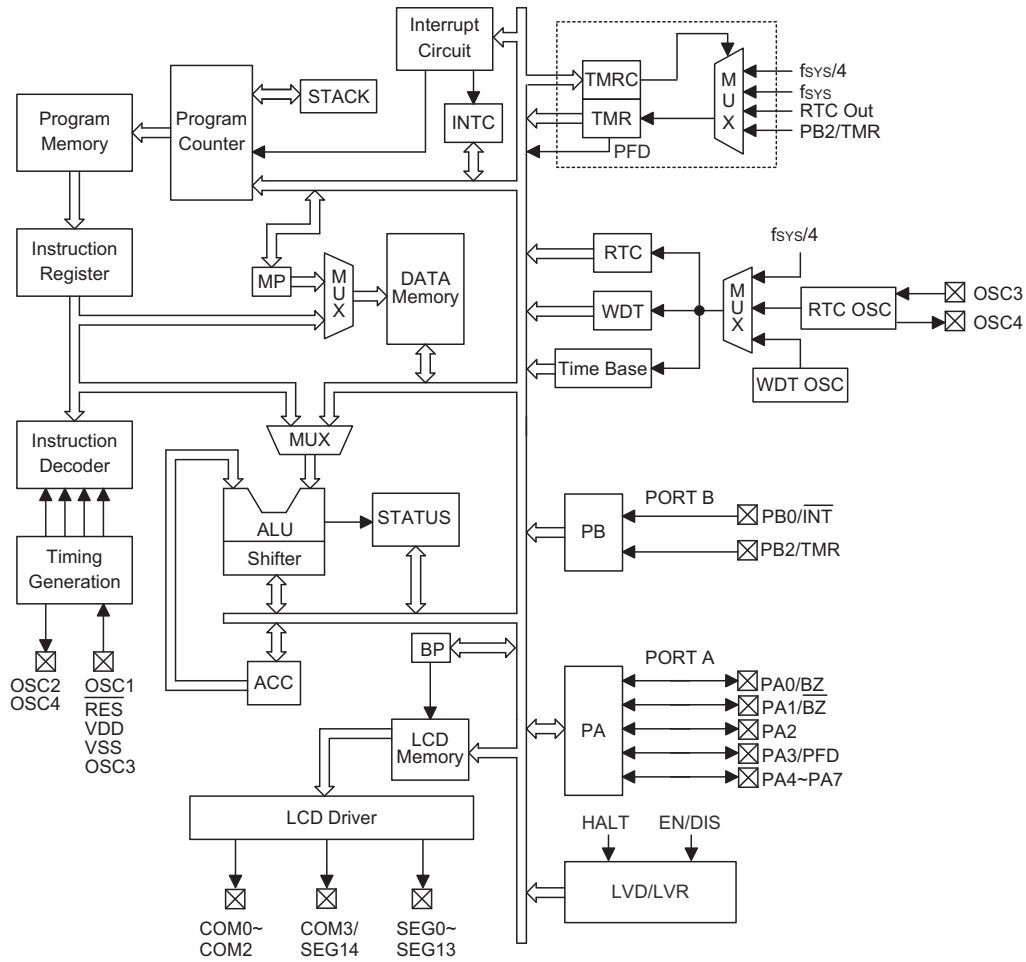 Interrupt
Circuit
STACK
INTC
Program
Memory
Program
Counter
TMRC
TMR
PFD
MUX
fSYS/4
fSYS
RTC Out
PB2/TMR
Instruction
Register
MP
MUX
DATA
Memory
RTC
WDT
Time Base
MUX
fSYS/4
RTC OSC
OSC3
OSC4
WDT OSC
Instruction
Decoder
MUX
ALU
Shifter
STATUS
PB
PORT B
PB0/I̅N̅T̅
PB2/TMR
Timing
Generation
OSC2
OSC4
OSC1
R̅E̅S̅
VDD
VSS
OSC3
ACC
BP
LCD
Memory
PA
PORT A
PA0/BZ
PA1/B̅Z̅
PA2
PA3/PFD
PA4~PA7
LCD Driver
COM0~
COM2
COM3/
SEG14
SEG0~
SEG13
HALT
EN/DIS
LVD/LVR